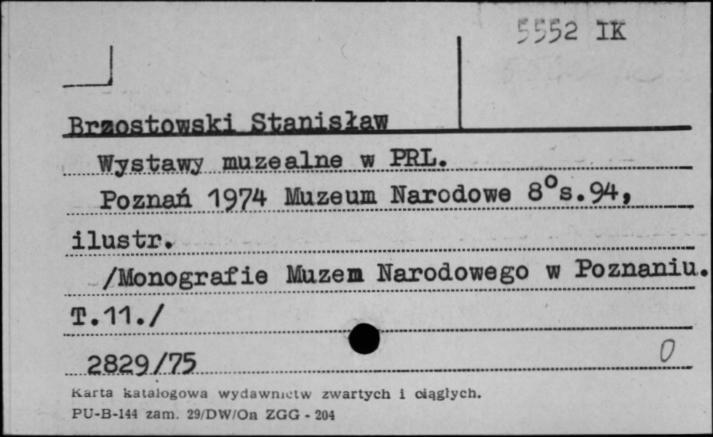 5552 IK
Brzostowski Stanisław
Wystawy muzealne w PRL.
Poznań 1974 Muzeum Narodowe 8°s.94,
ilustr.
/Monografie Muzem Narodowego w Poznaniu.
T.11./
2829/75 0
Karta katalogowa wydawnictw zwartych i ciągłych.
PU-B-144 zam. 29/DW/On ZGG - 204